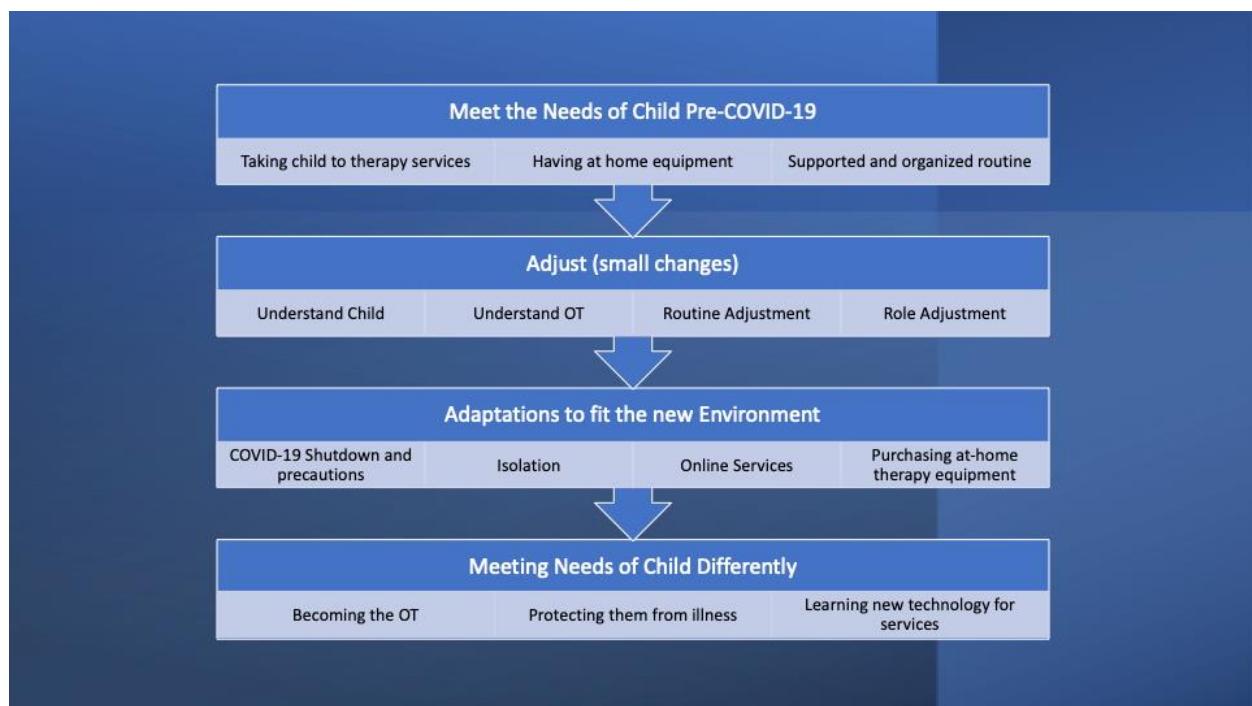 Meet the Needs of Child Pre-COVID-19
Taking child to therapy services
Having at home equipment
Supported and organized routine
Adjust (small changes)
Understand Child
Understand OT
Routine Adjustment
Role Adjustment
Adaptations to fit the new Environment
COVID-19 Shutdown and
precautions
Isolation
Online Services
Purchasing at-home
therapy equipment
Meeting Needs of Child Differently
Becoming the OT
Protecting them from illness
Learning new technology for
services